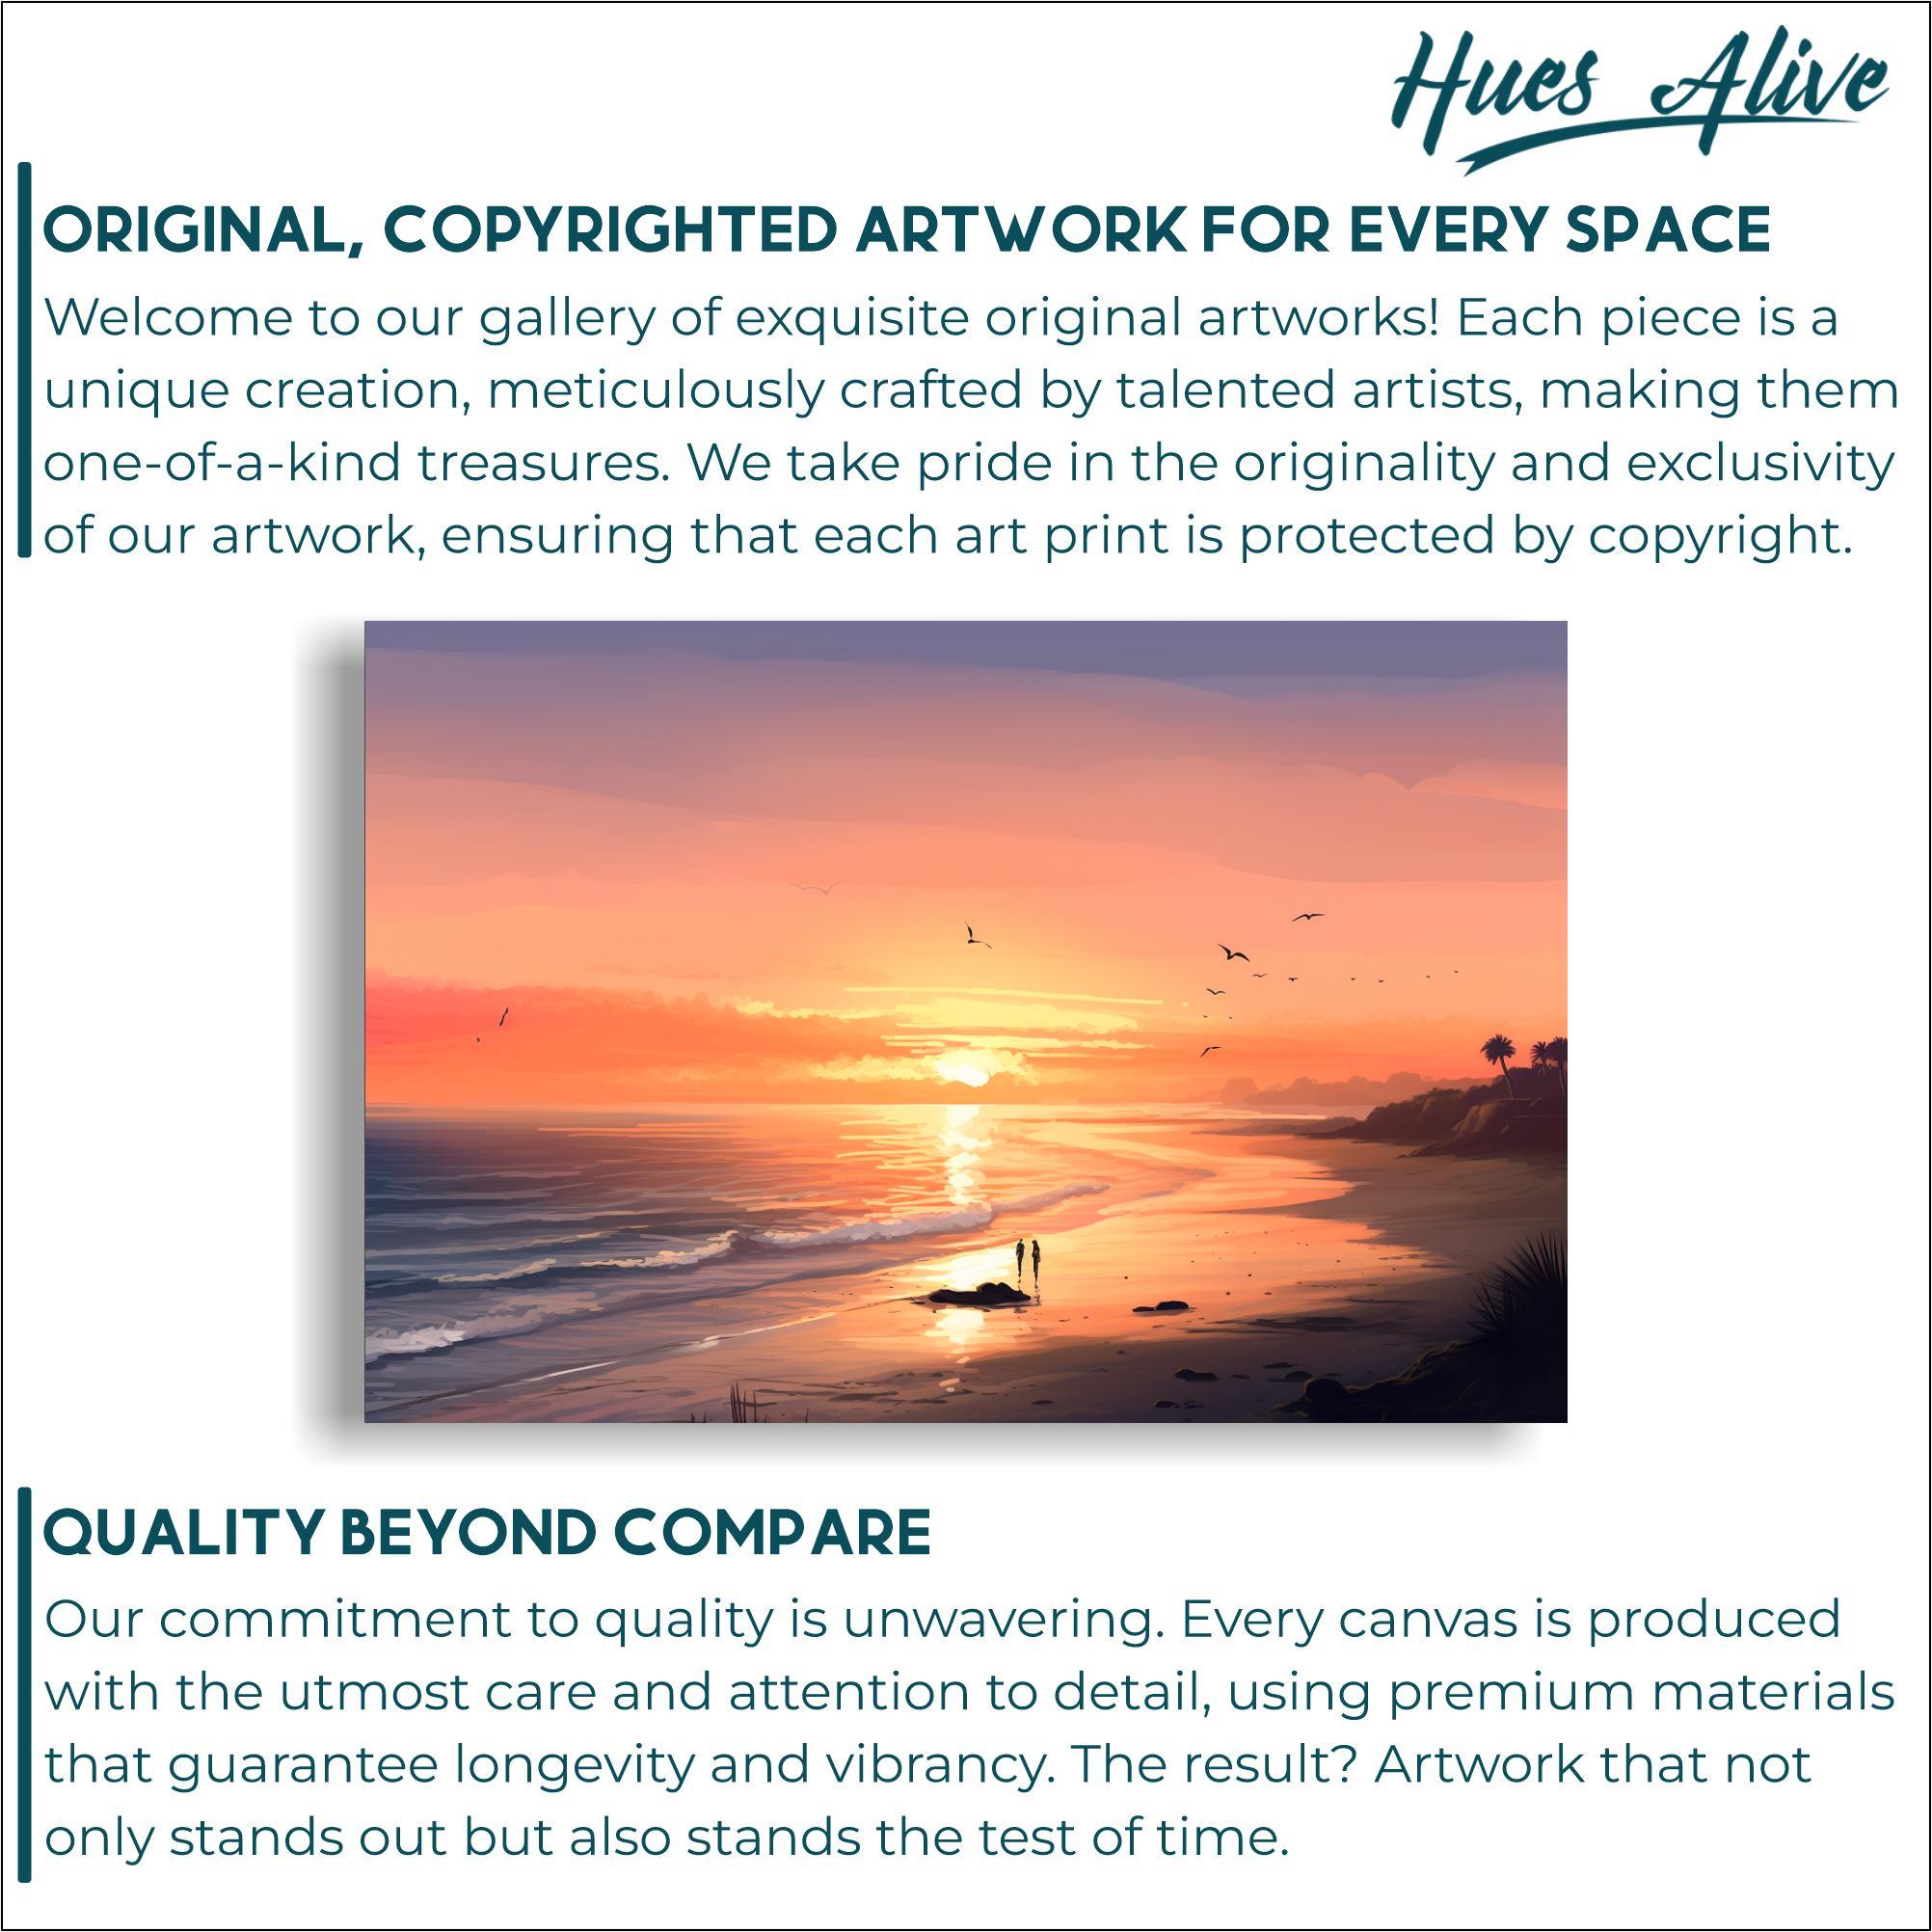 Hues Alive
ORIGINAL, COPYRIGHTED ARTWORK FOR EVERY SPACE
Welcome to our gallery of exquisite original artworks! Each piece is a
unique creation, meticulously crafted by talented artists, making them
one-of-a-kind treasures. We take pride in the originality and exclusivity
of our artwork, ensuring that each art print is protected by copyright.
QUALITY BEYOND COMPARE
Our commitment to quality is unwavering. Every canvas is produced
with the utmost care and attention to detail, using premium materials
that guarantee longevity and vibrancy. The result? Artwork that not
only stands out but also stands the test of time.